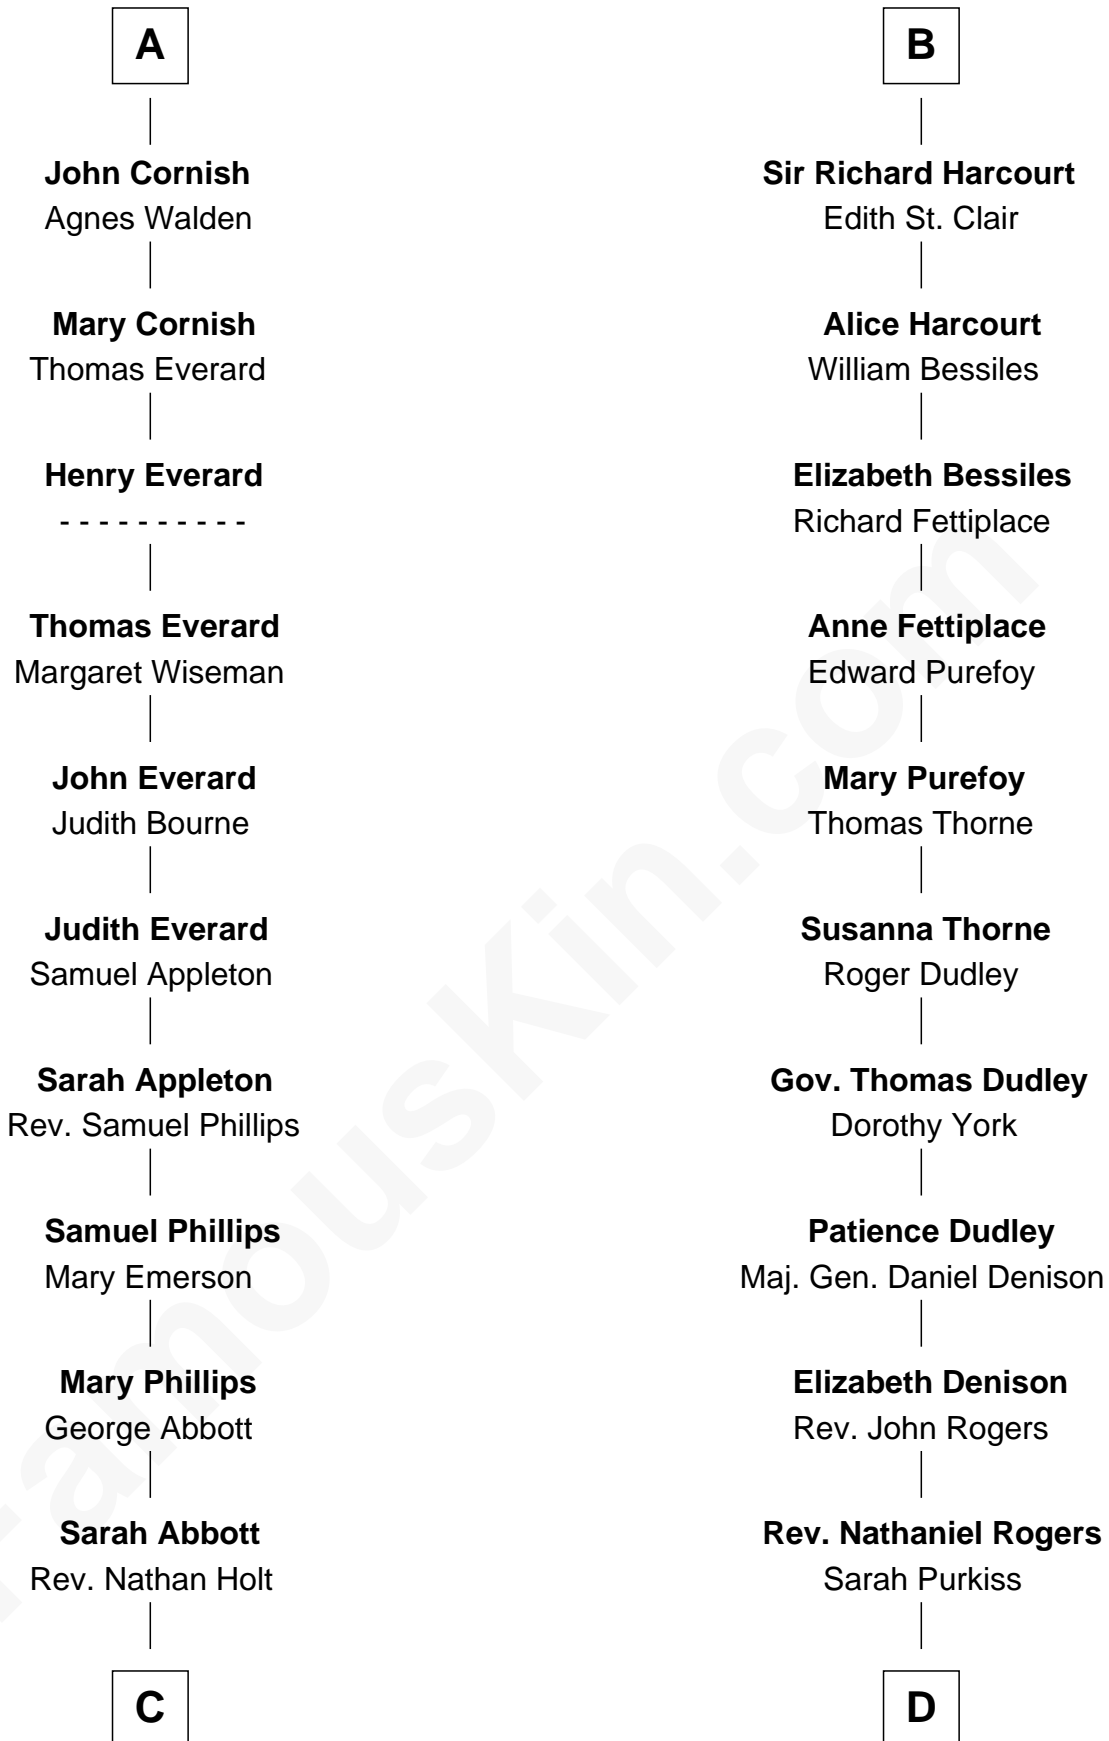 A
John Cornish
Agnes Walden
Mary Cornish
Thomas Everard
Henry Everard
- - - - - - - - - -
Thomas Everard
Margaret Wiseman
John Everard
Judith Bourne
Judith Everard
Samuel Appleton
Sarah Appleton
Rev. Samuel Phillips
Samuel Phillips
Mary Emerson
Mary Phillips
George Abbott
Sarah Abbott
Rev. Nathan Holt
C
B
Sir Richard Harcourt
Edith St. Clair
Alice Harcourt
William Bessiles
Elizabeth Bessiles
Richard Fettiplace
Anne Fettiplace
Edward Purefoy
Mary Purefoy
Thomas Thorne
Susanna Thorne
Roger Dudley
Gov. Thomas Dudley
Dorothy York
Patience Dudley
Maj. Gen. Daniel Denison
Elizabeth Denison
Rev. John Rogers
Rev. Nathaniel Rogers
Sarah Purkiss
D
FamousKin.com